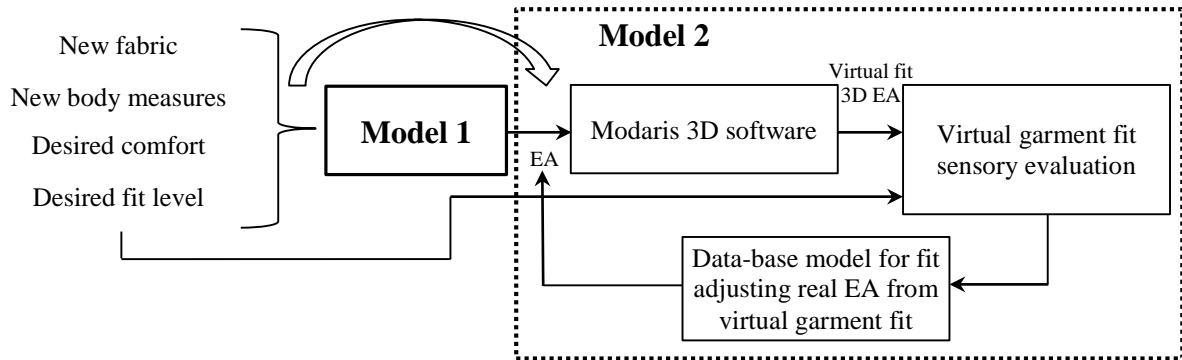 New fabric
New body measures
Desired comfort
Desired fit level
Model 1
Model 2
EA
Modaris 3D software
Virtual fit
3D EA
Virtual garment fit
sensory evaluation
Data-base model for fit
adjusting real EA from
virtual garment fit